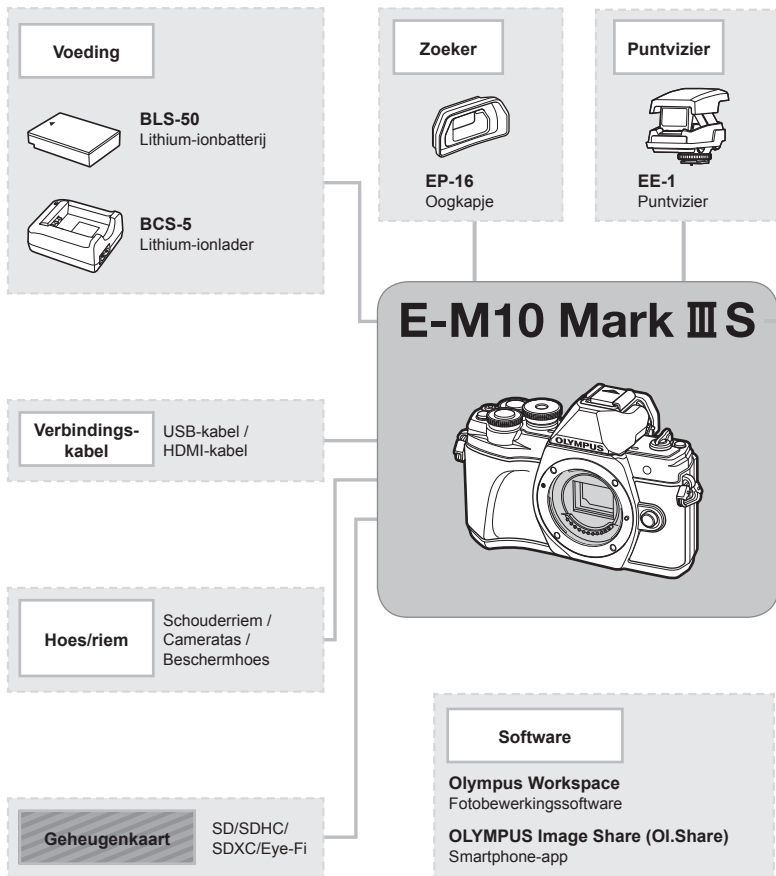 Voeding
BLS-50
Lithium-ionbatterij
BCS-5
Lithium-ionlader
Zoeker
EP-16
Oogkapje
Puntvizier
EE-1
Puntvizier
E-M10 Mark Ⅲ S
OLYMPUS
Verbindings-
kabel
USB-kabel /
HDMI-kabel
Hoes/riem
Schouderriem /
Cameratas /
Beschermhoes
Geheugenkaart
SD/SDHC/
SDXC/Eye-Fi
Software
Olympus Workspace
Fotobewerkingssoftware
OLYMPUS Image Share (OI.Share)
Smartphone-app